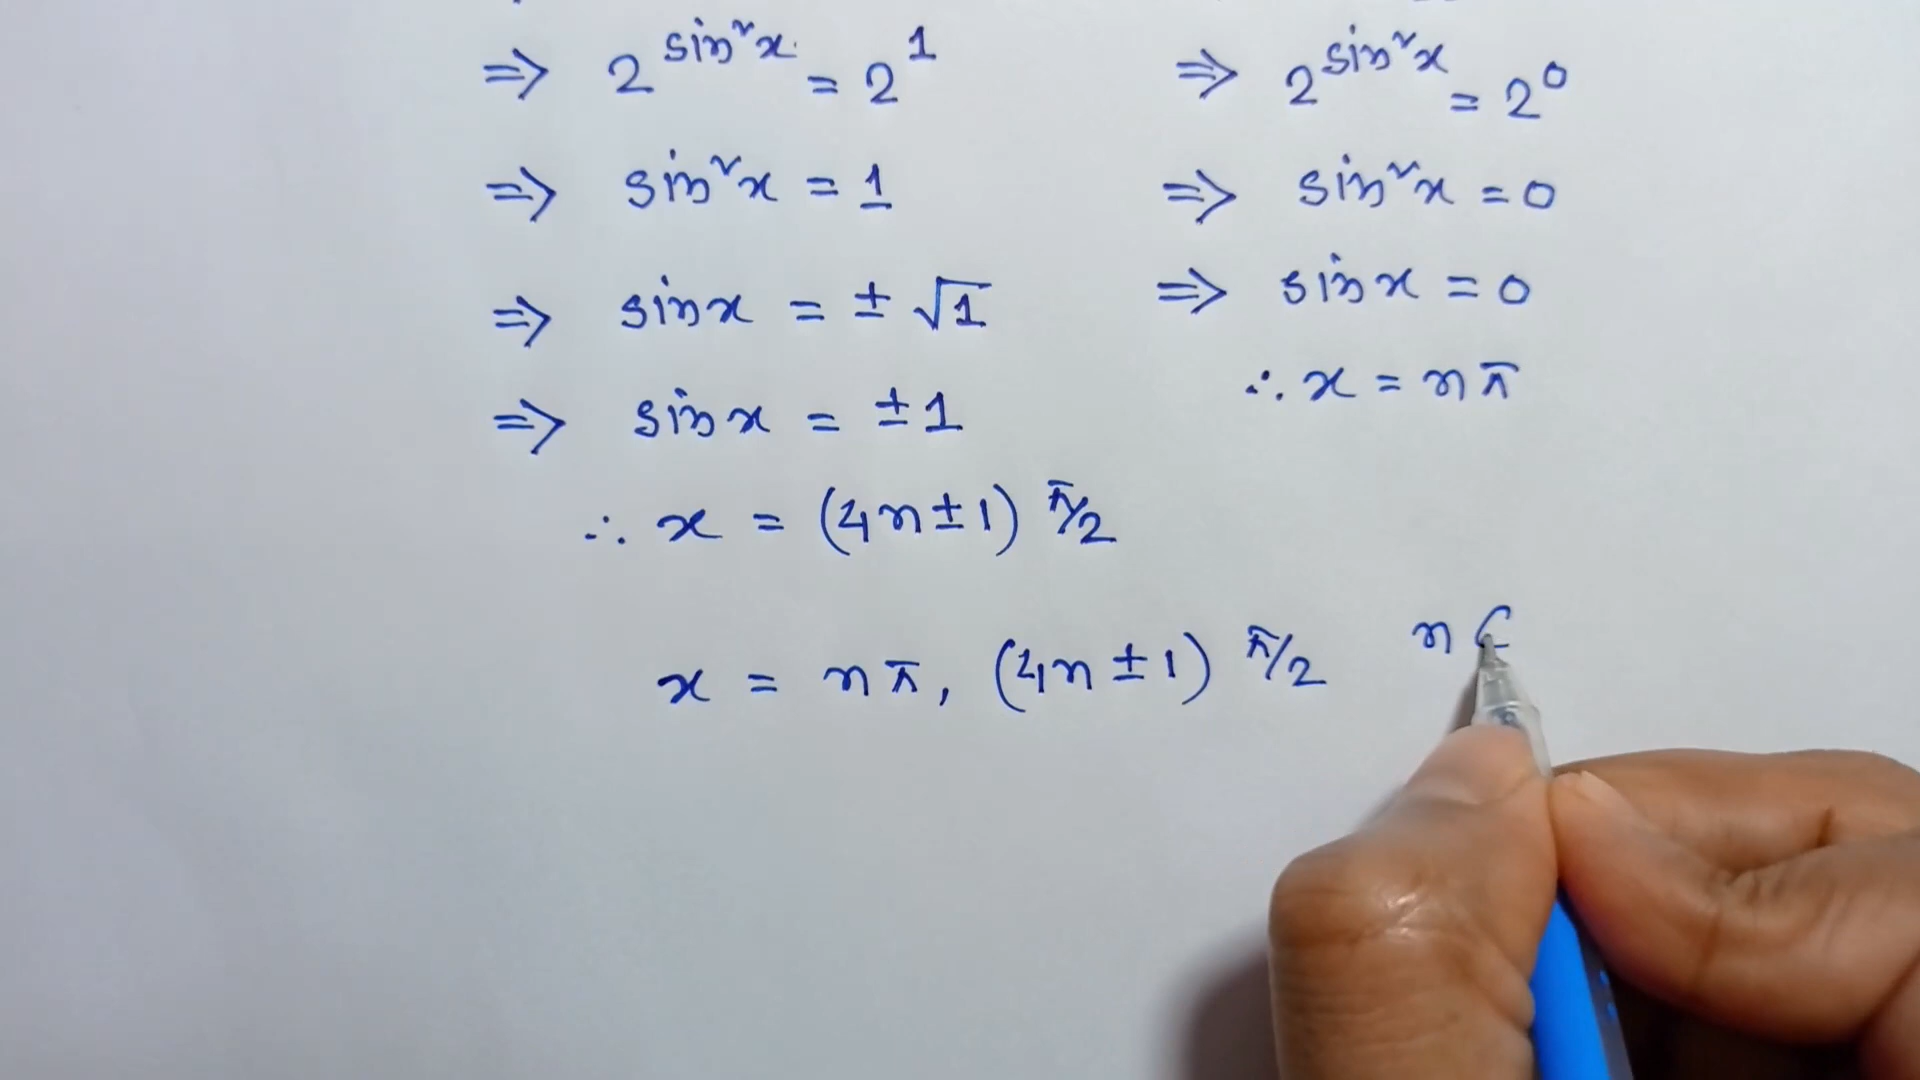 ⇒ 2^{sin²x} = 2^1
⇒ sin²x = 1
⇒ sinx = ± √1
⇒ sinx = ±1
∴ x = (4n±1) π/2
⇒ 2^{sin²x} = 2^0
⇒ sin²x = 0
⇒ sinx = 0
∴ x = nπ
x = nπ, (4n±1) π/2 n ∈